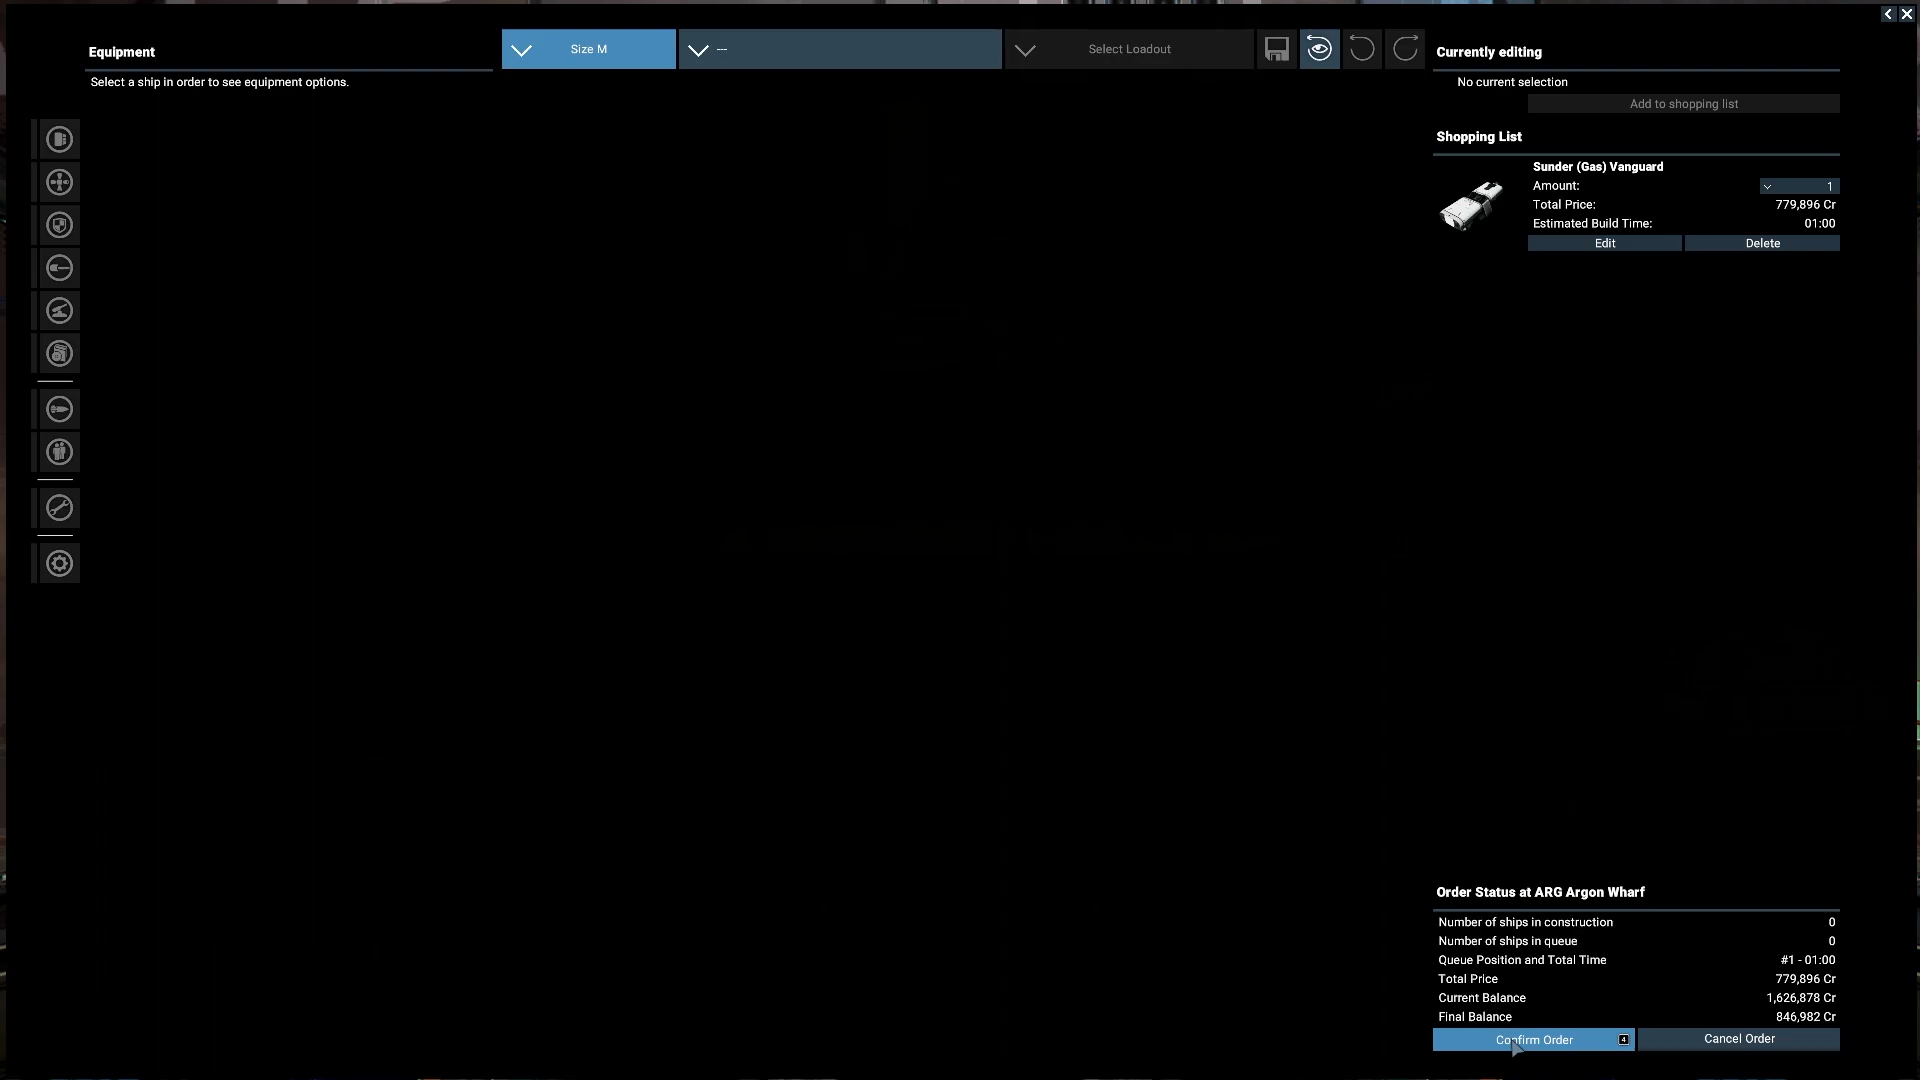 Equipment
Select a ship in order to see equipment options.
Size M
---
Select Loadout
Currently editing
No current selection
Add to shopping list
Shopping List
Sunder (Gas) Vanguard
Amount: 1
Total Price: 779,896 Cr
Estimated Build Time: 01:00
Edit Delete
Order Status at ARG Argon Wharf
Number of ships in construction 0
Number of ships in queue 0
Queue Position and Total Time #1 - 01:00
Total Price 779,896 Cr
Current Balance 1,626,878 Cr
Final Balance 846,982 Cr
Confirm Order 4 Cancel Order